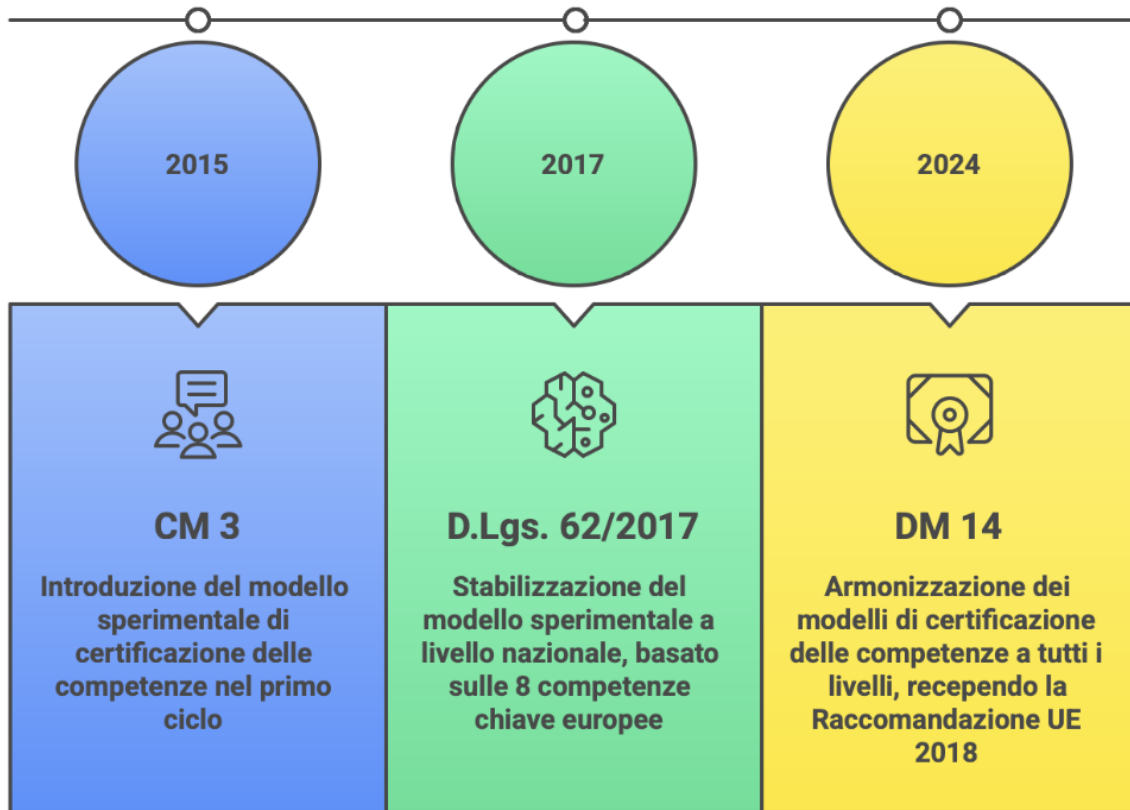 2015
2017
2024
CM 3
Introduzione del modello
sperimentale di
certificazione delle
competenze nel primo
ciclo
D.Lgs. 62/2017
Stabilizzazione del
modello sperimentale a
livello nazionale, basato
sulle 8 competenze
chiave europee
DM 14
Armonizzazione dei
modelli di certificazione
delle competenze a tutti i
livelli, recependo la
Raccomandazione UE
2018